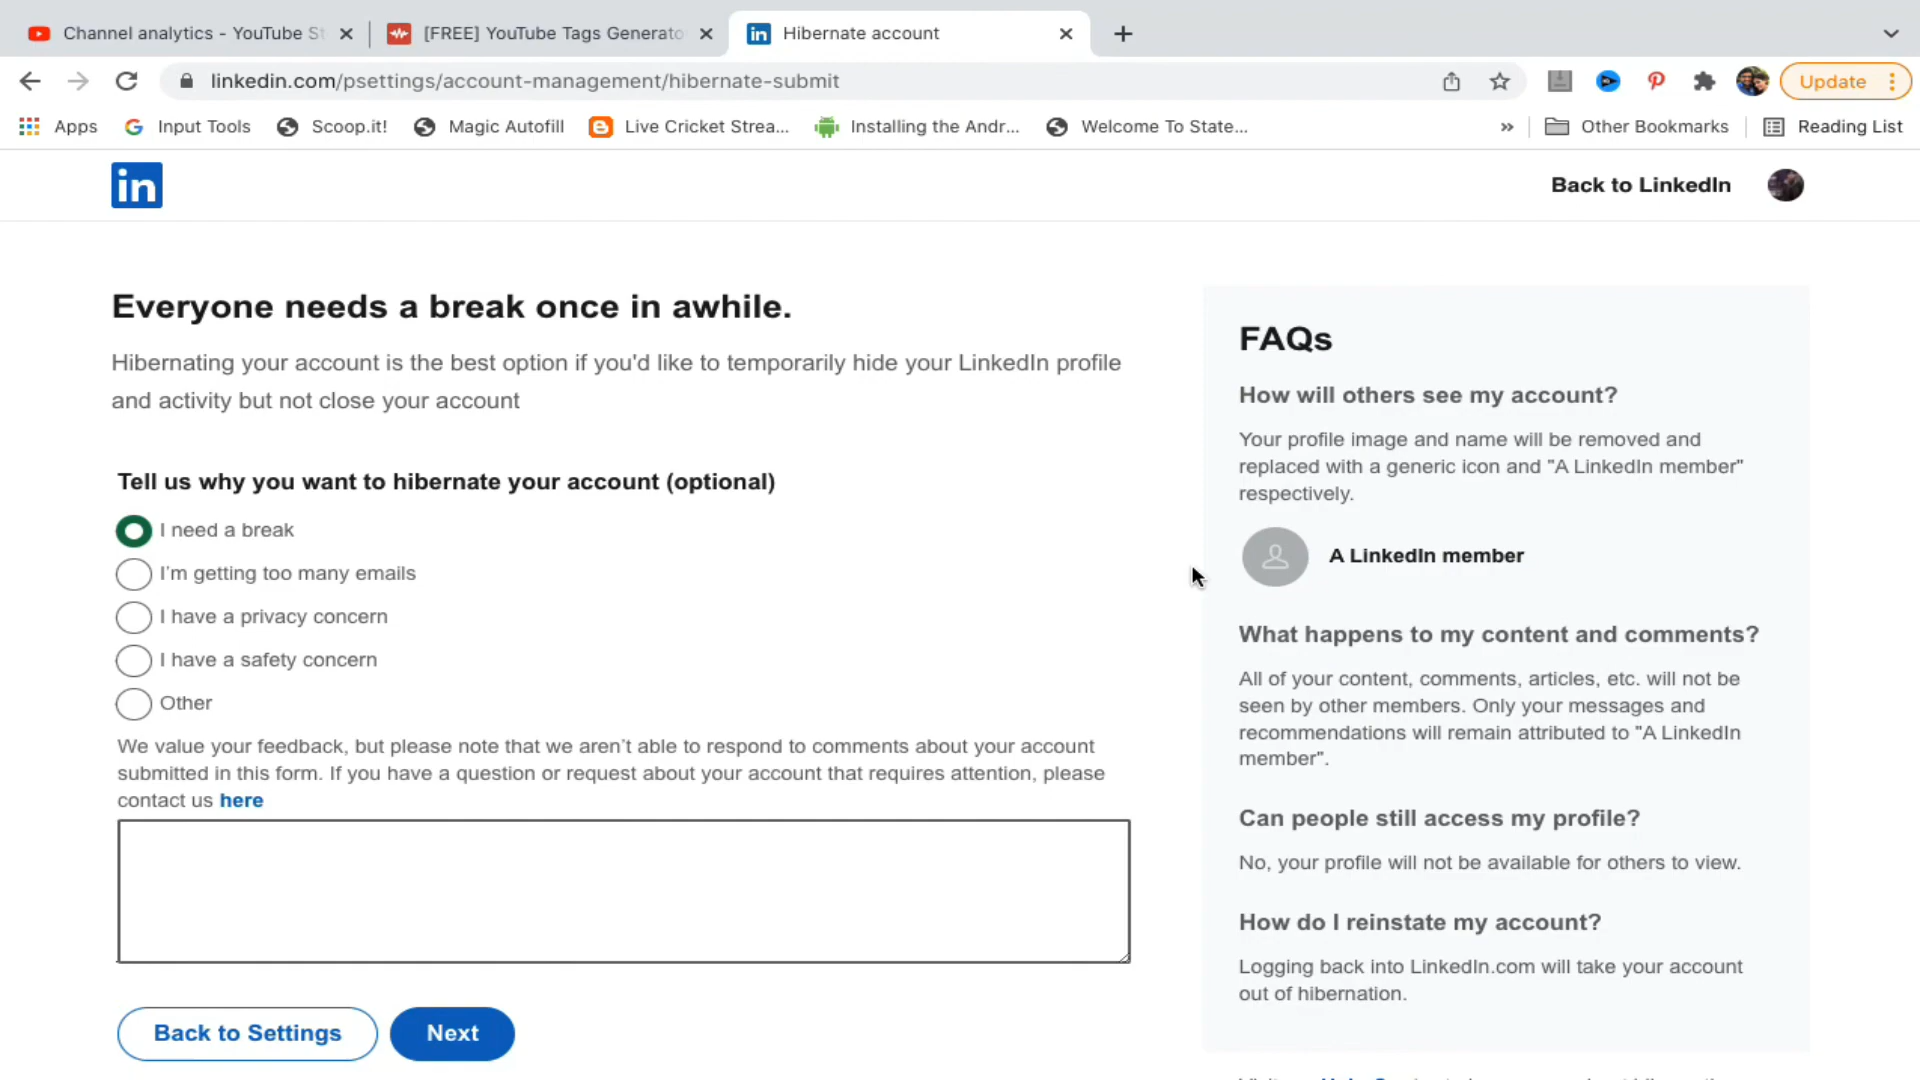 Channel analytics - YouTube St
[FREE] YouTube Tags Generato
in Hibernate account
linkedin.com/psettings/account-management/hibernate-submit
Update
Apps
G Input Tools
Scoop.it!
Magic Autofill
Live Cricket Strea...
Installing the Andr...
Welcome To State...
»
Other Bookmarks
Reading List
in
Back to LinkedIn
Everyone needs a break once in awhile.
Hibernating your account is the best option if you'd like to temporarily hide your LinkedIn profile
and activity but not close your account
Tell us why you want to hibernate your account (optional)
I need a break
I'm getting too many emails
I have a privacy concern
I have a safety concern
Other
We value your feedback, but please note that we aren't able to respond to comments about your account
submitted in this form. If you have a question or request about your account that requires attention, please
contact us here
Back to Settings
Next
FAQs
How will others see my account?
Your profile image and name will be removed and
replaced with a generic icon and "A LinkedIn member"
respectively.
A LinkedIn member
What happens to my content and comments?
All of your content, comments, articles, etc. will not be
seen by other members. Only your messages and
recommendations will remain attributed to "A LinkedIn
member".
Can people still access my profile?
No, your profile will not be available for others to view.
How do I reinstate my account?
Logging back into LinkedIn.com will take your account
out of hibernation.